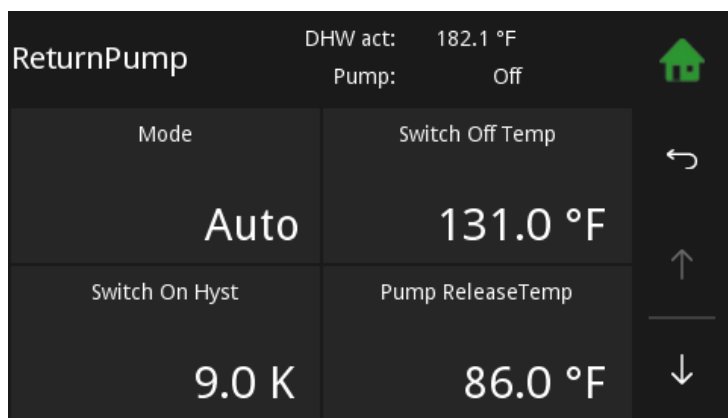 ReturnPump
DHW act: 182.1 °F
Pump: Off
Mode
Auto
Switch Off Temp
131.0 °F
Switch On Hyst
9.0 K
Pump ReleaseTemp
86.0 °F